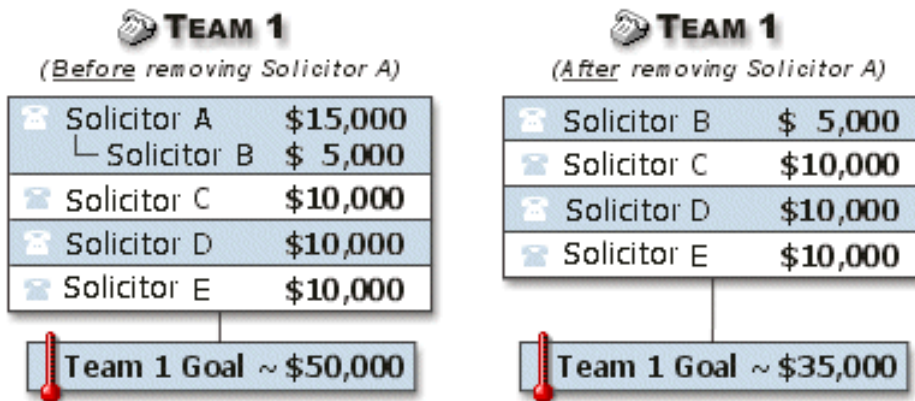 TEAM 1
(Before removing Solicitor A)
Solicitor A $15,000
Solicitor B $ 5,000
Solicitor C $10,000
Solicitor D $10,000
Solicitor E $10,000
Team 1 Goal ~ $50,000
TEAM 1
(After removing Solicitor A)
Solicitor B $ 5,000
Solicitor C $10,000
Solicitor D $10,000
Solicitor E $10,000
Team 1 Goal ~ $35,000